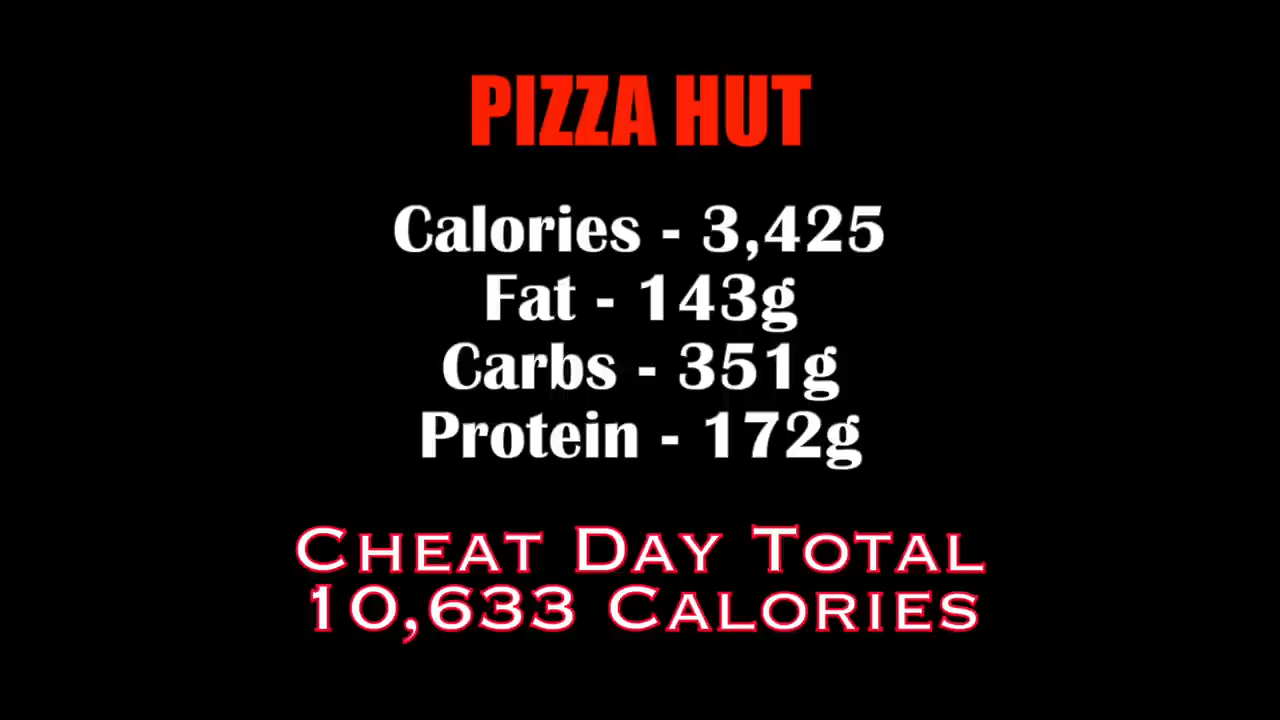 PIZZA HUT
Calories - 3,425
Fat - 143g
Carbs - 351g
Protein - 172g
CHEAT DAY TOTAL
10,633 CALORIES